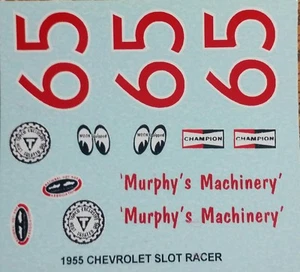 65 65 65
MOON MOON
CHAMPION CHAMPION
'Murphy's Machinery'
'Murphy's Machinery'
1955 CHEVROLET SLOT RACER